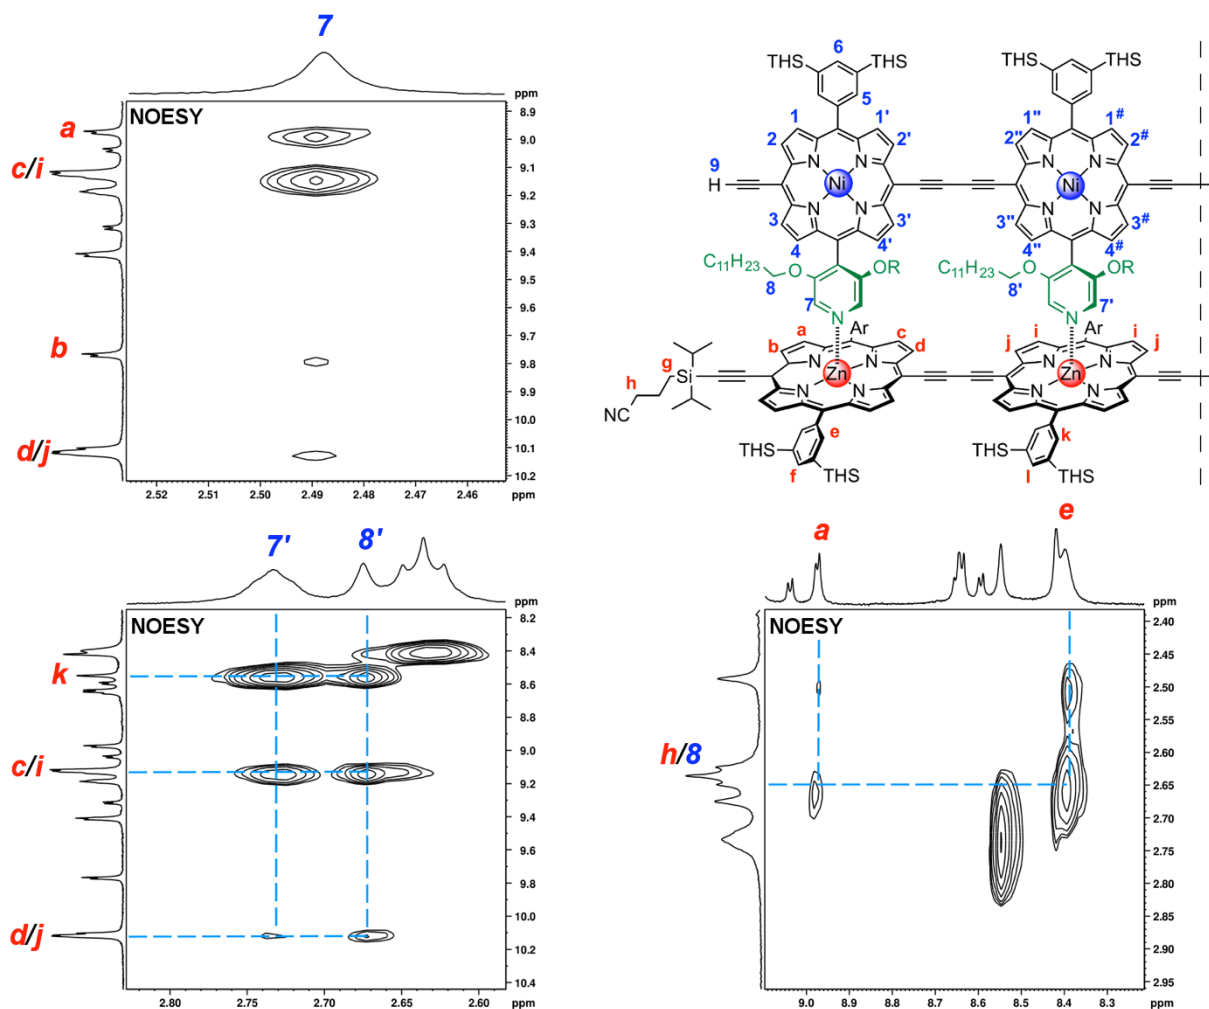 7
ppm
NOESY
8.9
a
9.0
c/i
9.1
9.2
9.3
9.4
9.5
9.6
9.7
b
9.8
9.9
10.0
d/j
10.1
10.2
2.52 2.51 2.50 2.49 2.48 2.47 2.46 ppm
6
THS THS THS THS
5
1 1' 1'' 1#
2 2' 2'' 2#
9
N N N N
H Ni Ni
N N N N
3 3' 3'' 3#
4 4' 4'' 4#
C11H23 O OR C11H23 O OR
8 8'
7 N N 7'
a Ar c i Ar i
b d j j
N N N N
g Zn Zn
h Si N N N N
NC
e k
THS THS
f THS l THS
7' 8'
ppm
NOESY
8.2
8.4
k
8.6
8.8
9.0
c/i
9.2
9.4
9.6
9.8
10.0
d/j
10.2
10.4
2.80 2.70 2.65 2.60 ppm
a e
ppm
NOESY
2.40
2.45
2.50
2.55
2.60
h/8
2.65
2.70
2.75
2.80
2.85
2.90
2.95
9.0 8.9 8.8 8.7 8.6 8.5 8.4 8.3 ppm